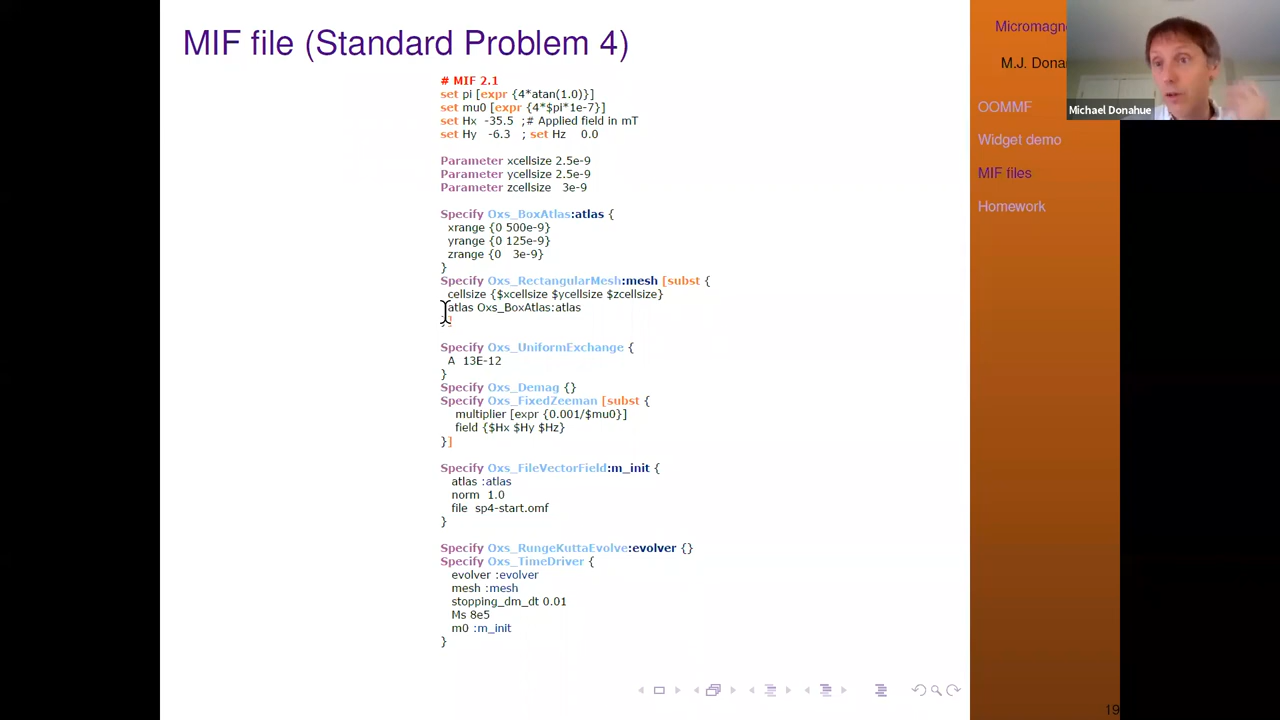 MIF file (Standard Problem 4)
# MIF 2.1
set pi [expr {4*atan(1.0)}]
set mu0 [expr {4*$pi*1e-7}]
set Hx -35.5 ;# Applied field in mT
set Hy -6.3 ; set Hz 0.0
Parameter xcellsize 2.5e-9
Parameter ycellsize 2.5e-9
Parameter zcellsize 3e-9
Specify Oxs_BoxAtlas:atlas {
xrange {0 500e-9}
yrange {0 125e-9}
zrange {0 3e-9}
}
Specify Oxs_RectangularMesh:mesh [subst {
cellsize {$xcellsize $ycellsize $zcellsize}
atlas Oxs_BoxAtlas:atlas
}]
Specify Oxs_UniformExchange {
A 13E-12
}
Specify Oxs_Demag {}
Specify Oxs_FixedZeeman [subst {
multiplier [expr {0.001/$mu0}]
field {$Hx $Hy $Hz}
}]
Specify Oxs_FileVectorField:m_init {
atlas :atlas
norm 1.0
file sp4-start.omf
}
Specify Oxs_RungeKuttaEvolve:evolver {}
Specify Oxs_TimeDriver {
evolver :evolver
mesh :mesh
stopping_dm_dt 0.01
Ms 8e5
m0 :m_init
}
Micromagn
M.J. Dona
Michael Donahue
OOMMF
Widget demo
MIF files
Homework
19